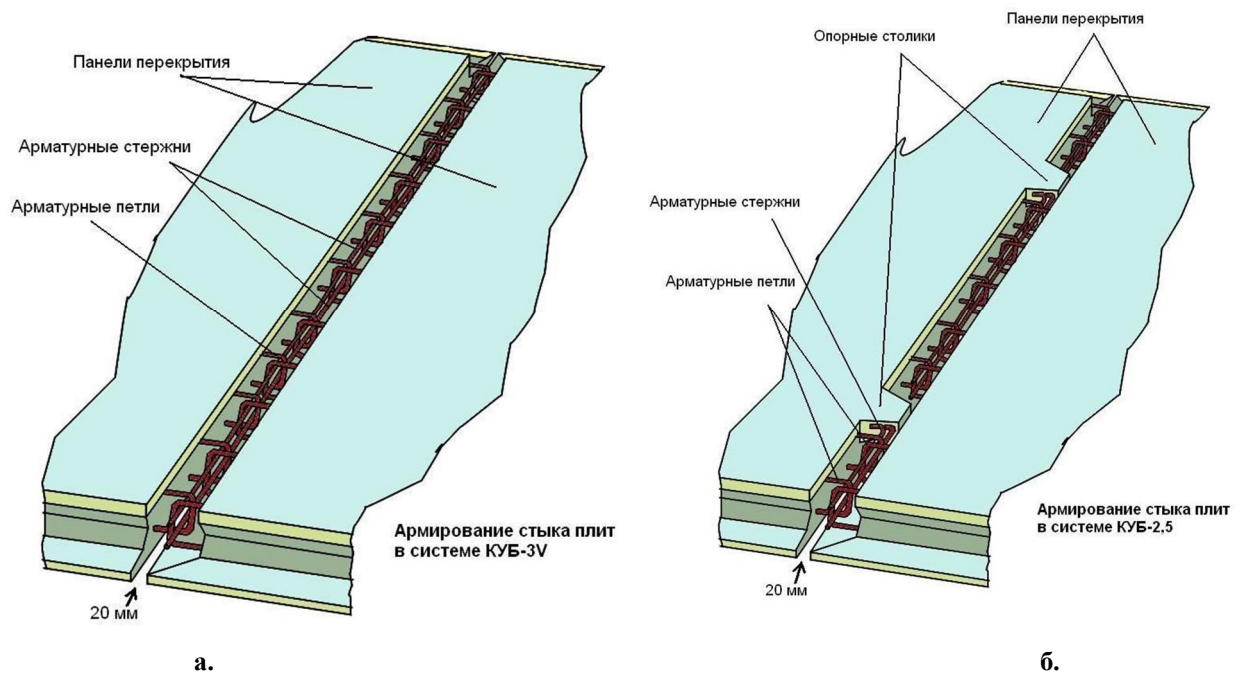 Панели перекрытия
Арматурные стержни
Арматурные петли
Армирование стыка плит
в системе КУБ-3V
20 мм
а.
Панели перекрытия
Опорные столики
Арматурные стержни
Арматурные петли
Армирование стыка плит
в системе КУБ-2,5
20 мм
б.